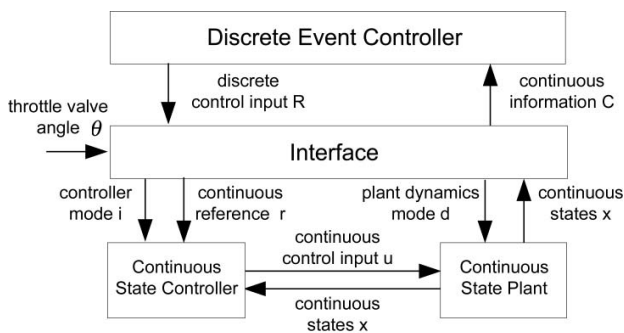 Discrete Event Controller
discrete
control input R
continuous
information C
throttle valve
angle θ
Interface
controller
mode i
continuous
reference r
plant dynamics
mode d
continuous
states x
Continuous
State Controller
continuous
control input u
continuous
states x
Continuous
State Plant